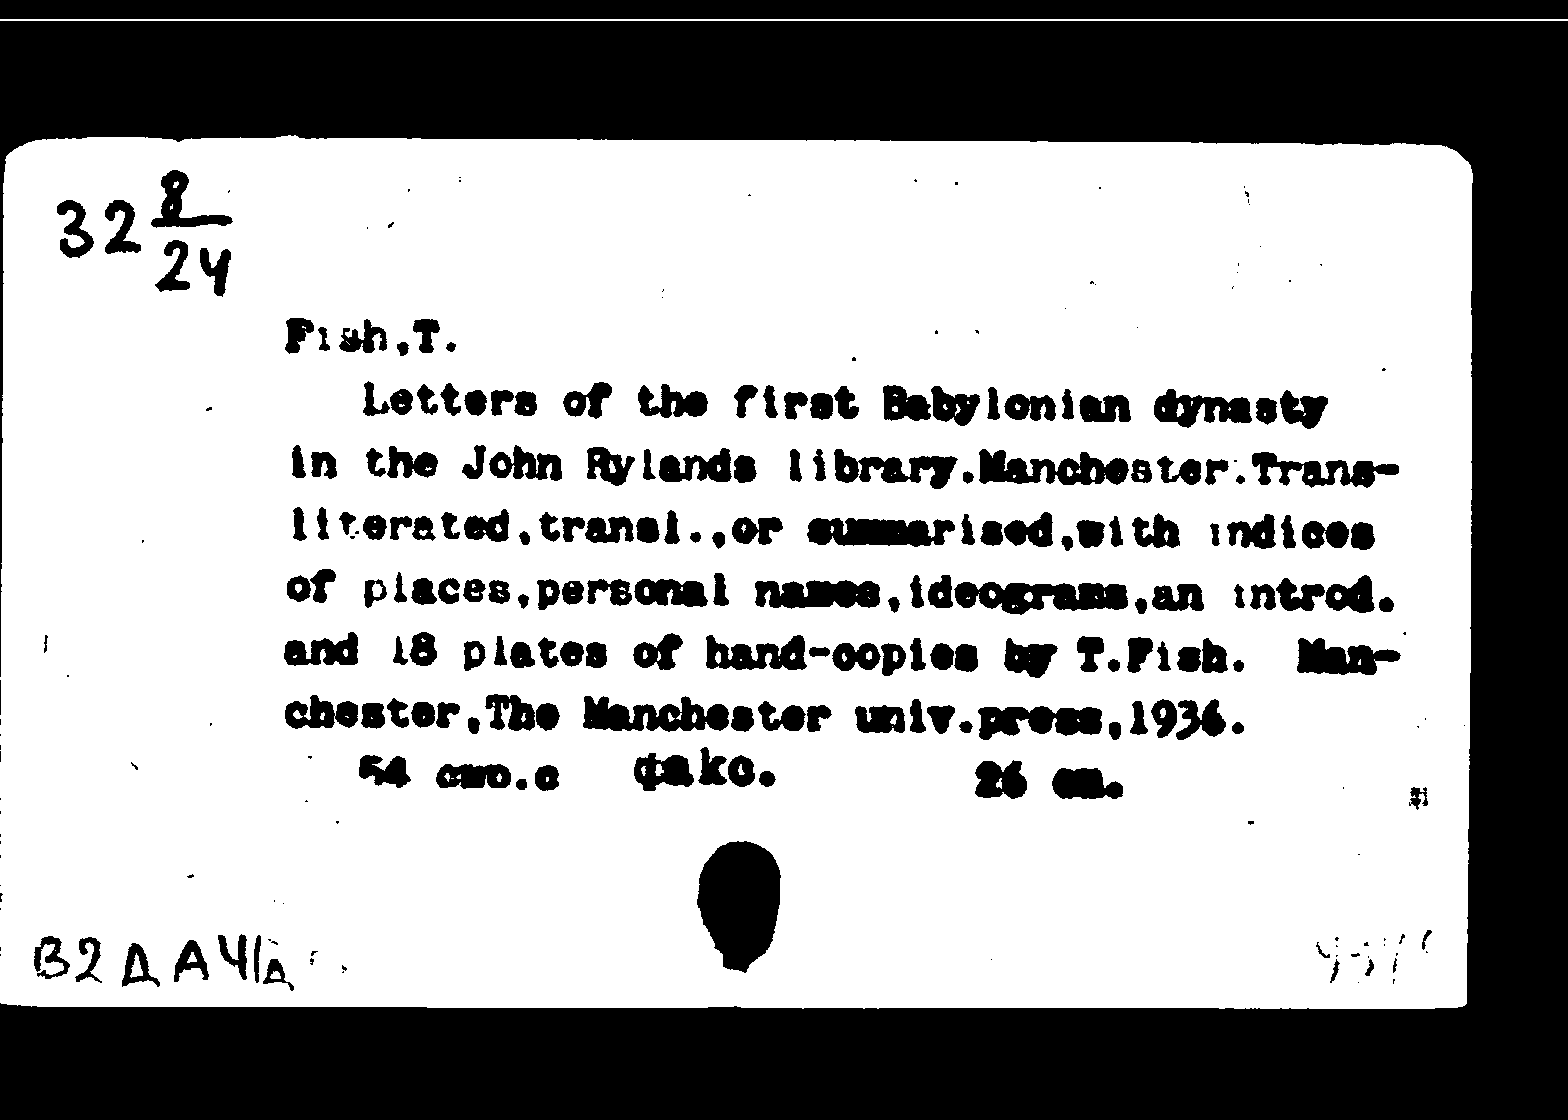 32 8/24
Fish,T.
Letters of the first Babylonian dynasty
in the John Rylands library.Manchester.Trans-
literated,transl.,or summarised,with indices
of places,personal names,ideograms,an introd.
and 18 plates of hand-copies by T.Fish. Man-
chester,The Manchester univ.press,1936.
54 с факс. 26 см.
В2ДА41д